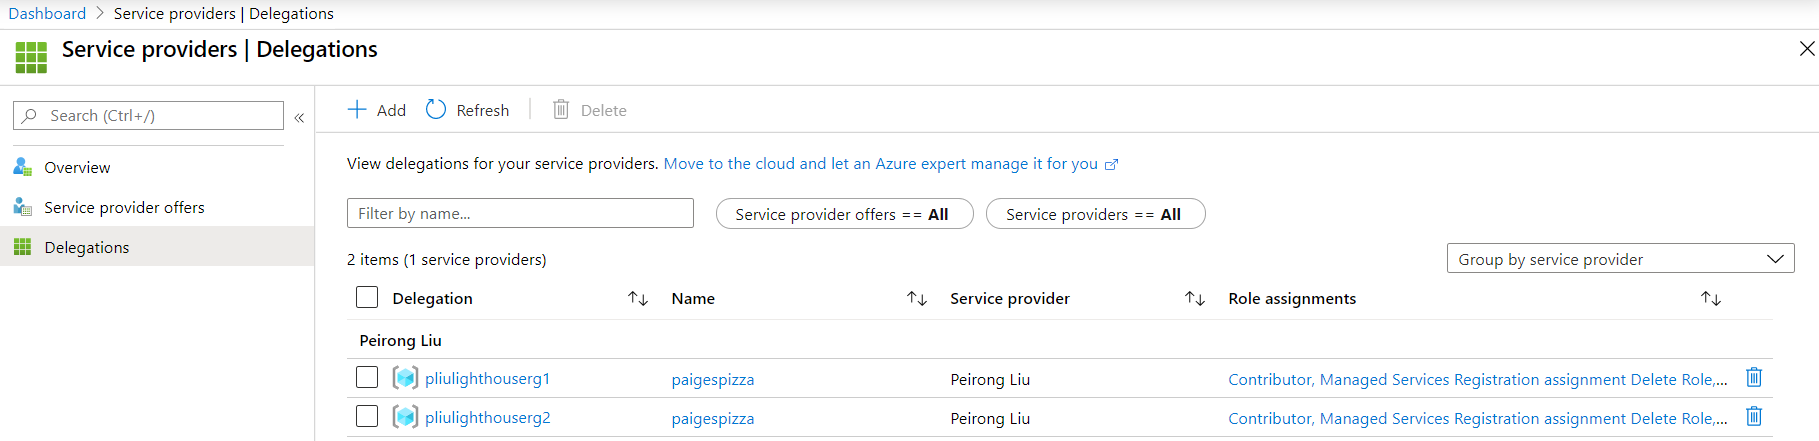 Dashboard > Service providers | Delegations
Service providers | Delegations
Search (Ctrl+/)
«
Overview
Service provider offers
Delegations
Add Refresh Delete
View delegations for your service providers. Move to the cloud and let an Azure expert manage it for you
Filter by name... Service provider offers == All Service providers == All
2 items (1 service providers) Group by service provider
Delegation Name Service provider Role assignments
Peirong Liu
pliulighthouserg1 paigespizza Peirong Liu Contributor, Managed Services Registration assignment Delete Role,...
pliulighthouserg2 paigespizza Peirong Liu Contributor, Managed Services Registration assignment Delete Role,...